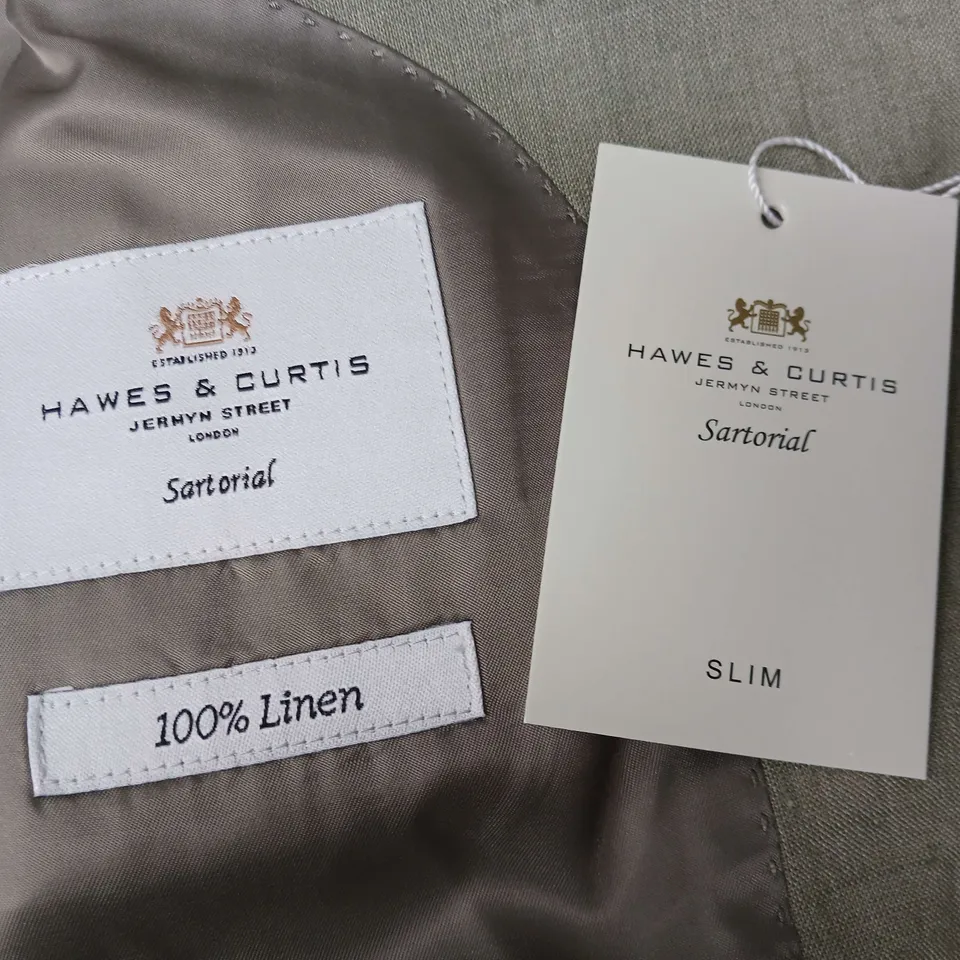 ESTABLISHED 1913
HAWES & CURTIS
JERMYN STREET
LONDON
Sartorial
100% Linen
ESTABLISHED 1913
HAWES & CURTIS
JERMYN STREET
LONDON
Sartorial
SLIM